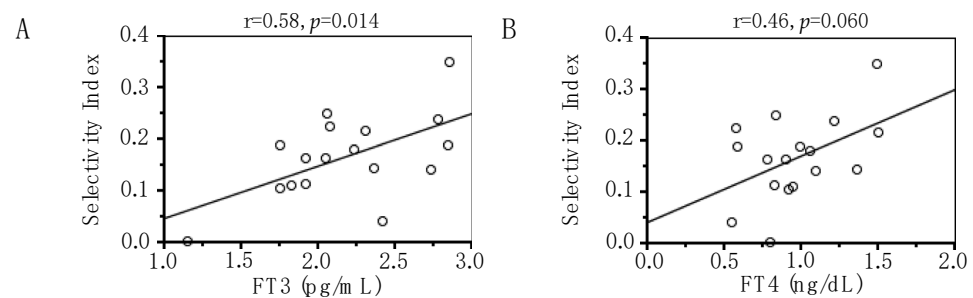 A
r=0.58, p=0.014
Selectivity Index
0.4
0.3
0.2
0.1
0.0
1.0 1.5 2.0 2.5 3.0
FT3 (pg/mL)
B
r=0.46, p=0.060
Selectivity Index
0.4
0.3
0.2
0.1
0.0
0.0 0.5 1.0 1.5 2.0
FT4 (ng/dL)